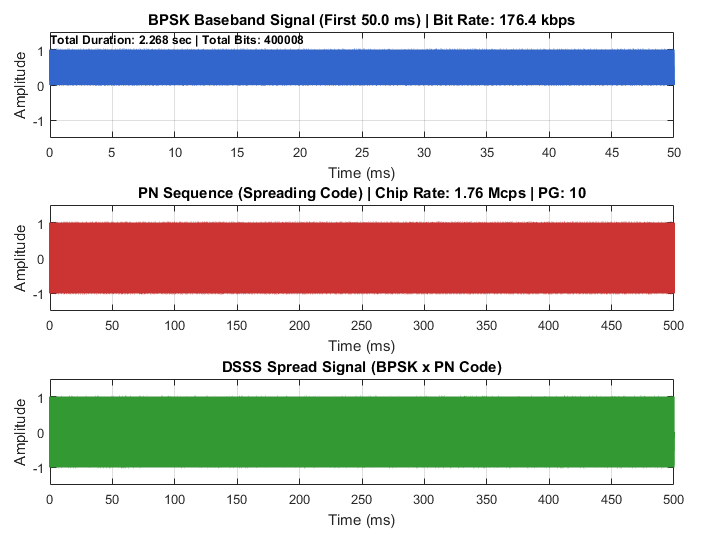 BPSK Baseband Signal (First 50.0 ms) | Bit Rate: 176.4 kbps
Total Duration: 2.268 sec | Total Bits: 400008
1
0
-1
Amplitude
0 5 10 15 20 25 30 35 40 45 50
Time (ms)
PN Sequence (Spreading Code) | Chip Rate: 1.76 Mcps | PG: 10
1
0
-1
Amplitude
0 50 100 150 200 250 300 350 400 450 500
Time (ms)
DSSS Spread Signal (BPSK x PN Code)
1
0
-1
Amplitude
0 50 100 150 200 250 300 350 400 450 500
Time (ms)